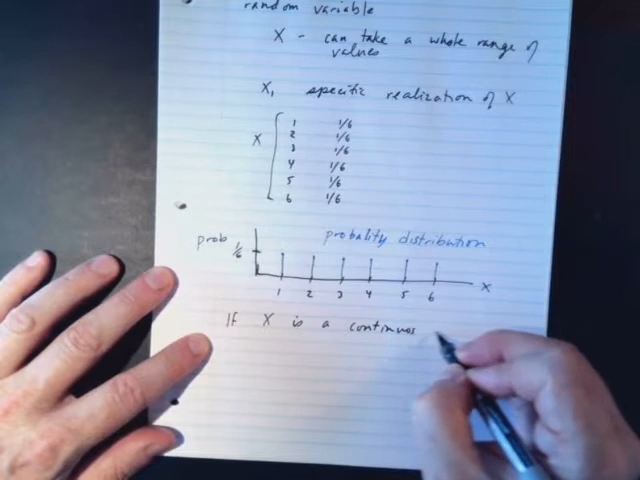 random variable
X - can take a whole range of
values
X₁ specific realization of X
1 1/6
2 1/6
X 3 1/6
4 1/6
5 1/6
6 1/6
prob 1/6 probality distribution
1 2 3 4 5 6 X
If X is a continuos